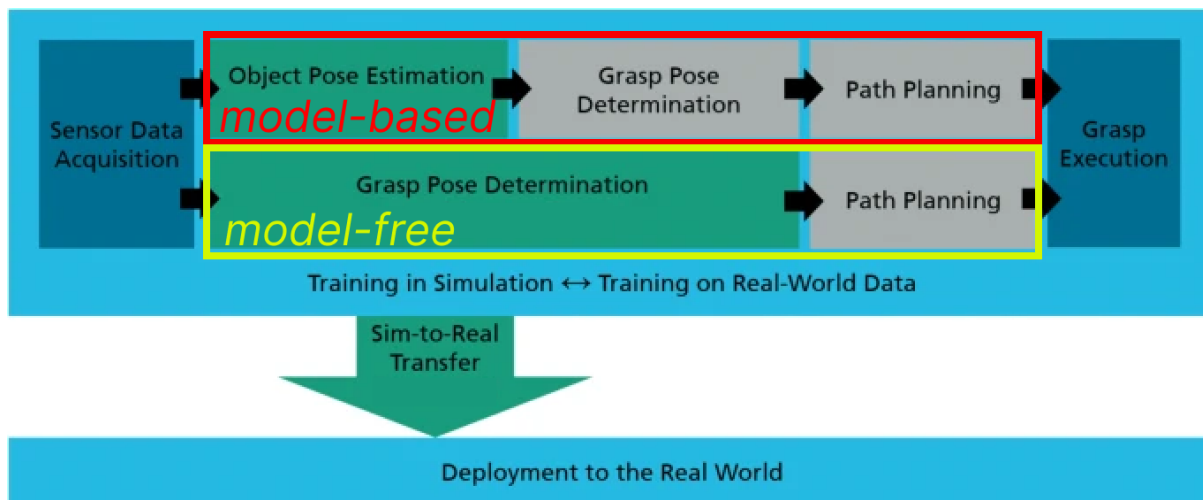 Sensor Data
Acquisition
Object Pose Estimation
model-based
Grasp Pose
Determination
Path Planning
Grasp Pose Determination
model-free
Path Planning
Grasp
Execution
Training in Simulation ↔ Training on Real-World Data
Sim-to-Real
Transfer
Deployment to the Real World